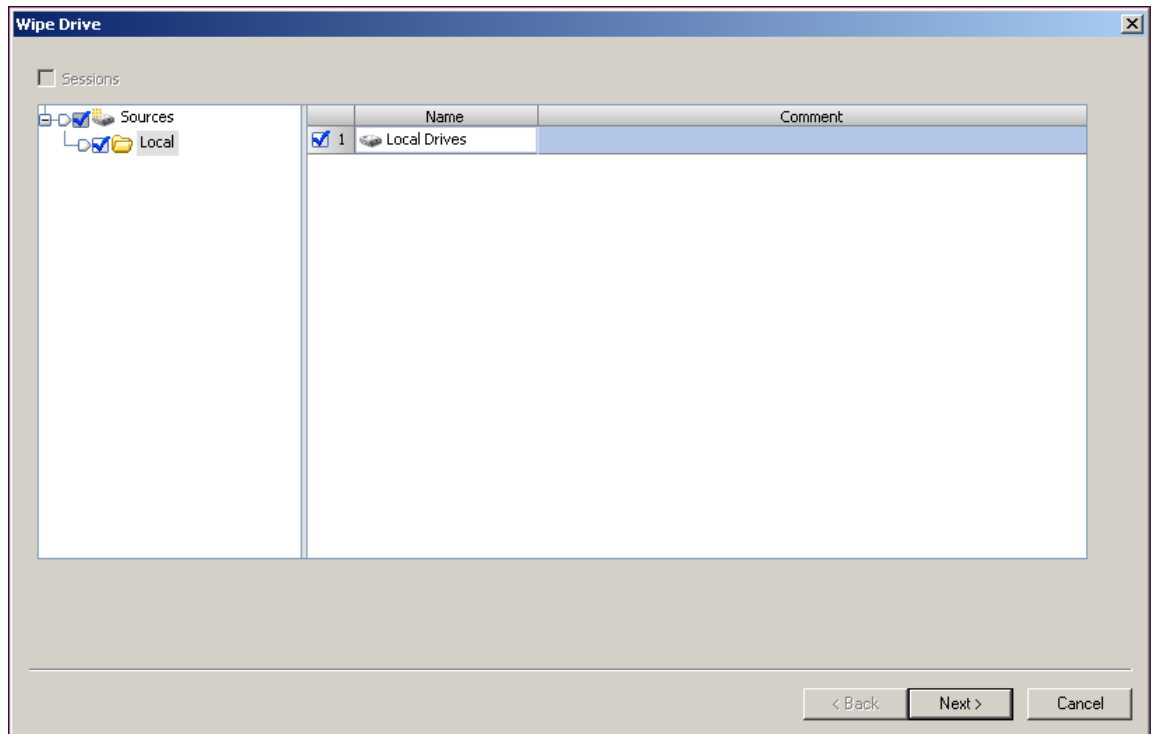 Wipe Drive
Sessions
Sources
Local
Name Comment
1 Local Drives
< Back Next > Cancel